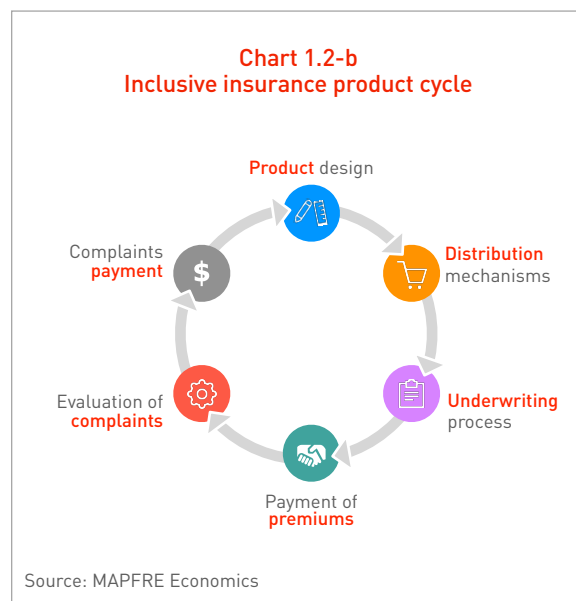 Chart 1.2-b
Inclusive insurance product cycle
Product design
Distribution
mechanisms
Underwriting
process
Payment of
premiums
Evaluation of
complaints
Complaints
payment
$
Source: MAPFRE Economics